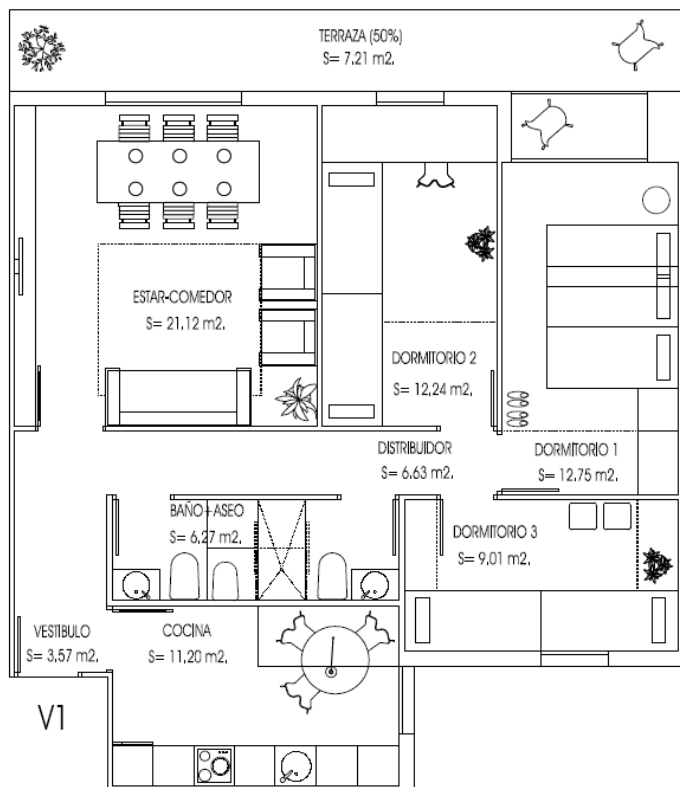 TERRAZA (50%)
S= 7,21 m2,
ESTAR-COMEDOR
S= 21,12 m2,
DORMITORIO 2
S= 12,24 m2,
DISTRIBUIDOR
S= 6,63 m2,
DORMITORIO 1
S= 12,75 m2,
BAÑO+ASEO
S= 6,27 m2,
DORMITORIO 3
S= 9,01 m2,
VESTIBULO
S= 3,57 m2,
COCINA
S= 11,20 m2,
V1